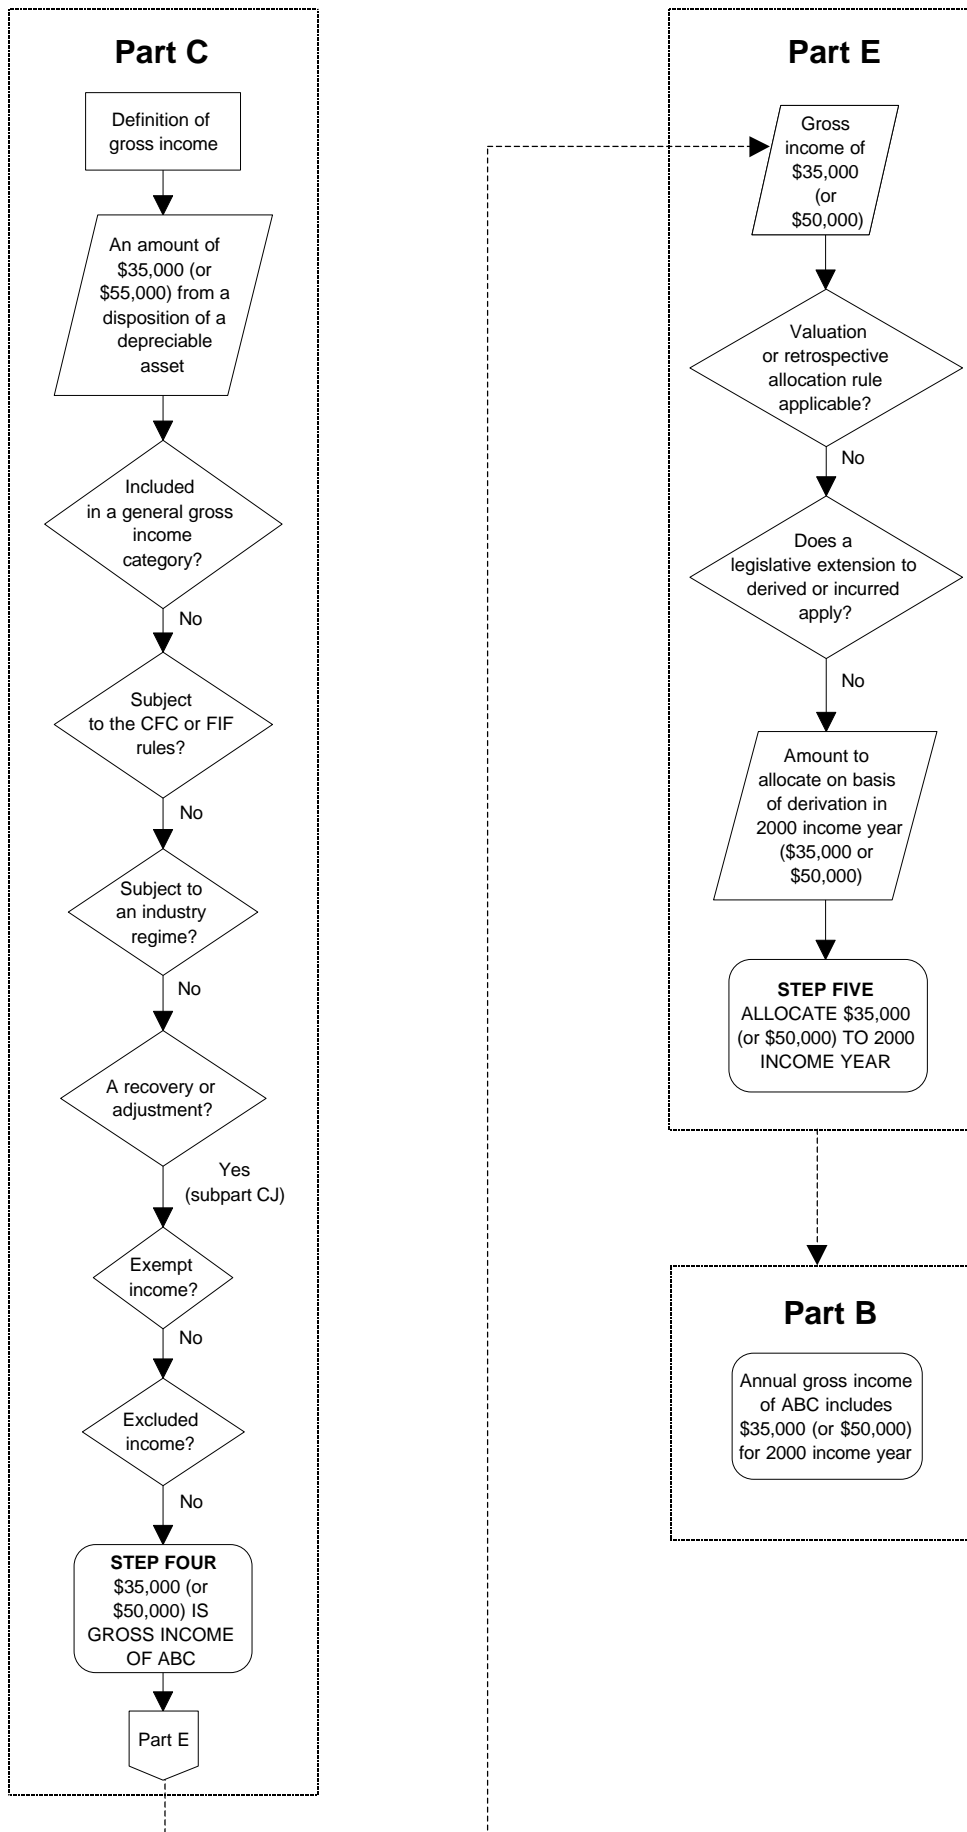 Part C
Definition of
gross income
An amount of
$35,000 (or
$55,000) from a
disposition of a
depreciable
asset
Included
in a general gross
income
category?
No
Subject
to the CFC or FIF
rules?
No
Subject to
an industry
regime?
No
A recovery or
adjustment?
Yes
(subpart CJ)
Exempt
income?
No
Excluded
income?
No
STEP FOUR
$35,000 (or
$50,000) IS
GROSS INCOME
OF ABC
Part E
Part E
Gross
income of
$35,000
(or
$50,000)
Valuation
or retrospective
allocation rule
applicable?
No
Does a
legislative extension to
derived or incurred
apply?
No
Amount to
allocate on basis
of derivation in
2000 income year
($35,000 or
$50,000)
STEP FIVE
ALLOCATE $35,000
(or $50,000) TO 2000
INCOME YEAR
Part B
Annual gross income
of ABC includes
$35,000 (or $50,000)
for 2000 income year